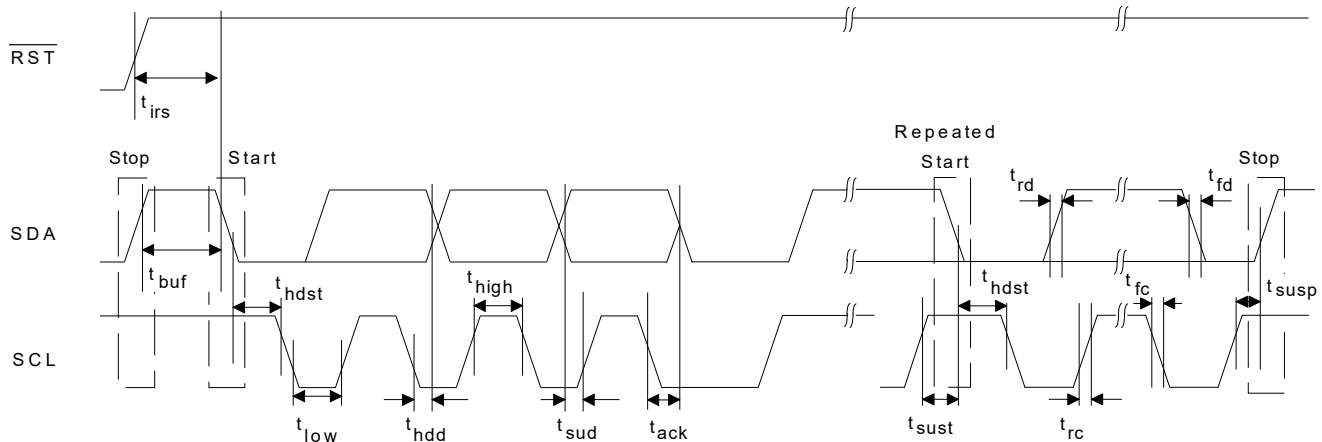 RST
t irs
Repeated
Stop
Start
Start
Stop
t rd
t fd
SDA
t buf
t hdst
t high
t hdst
t fc
t susp
SCL
t low
t hdd
t sud
t ack
t sust
t rc